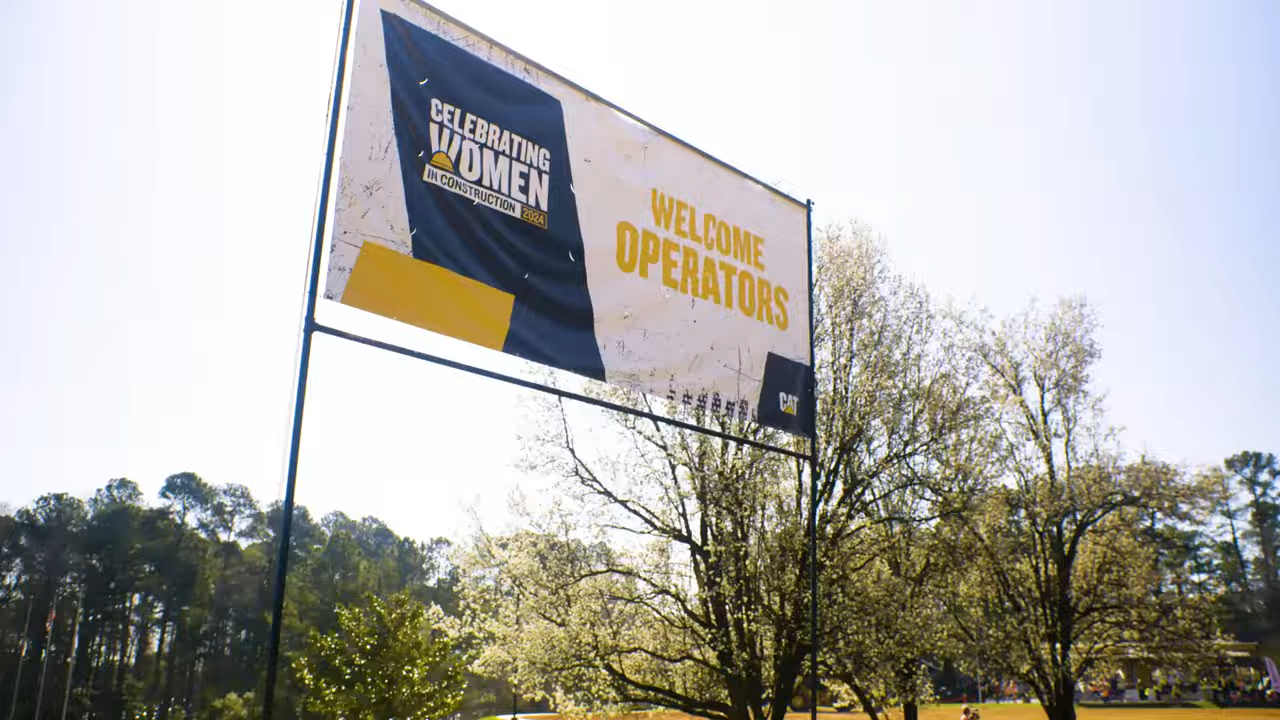 CELEBRATING
WOMEN
IN CONSTRUCTION 2024
WELCOME
OPERATORS
CAT